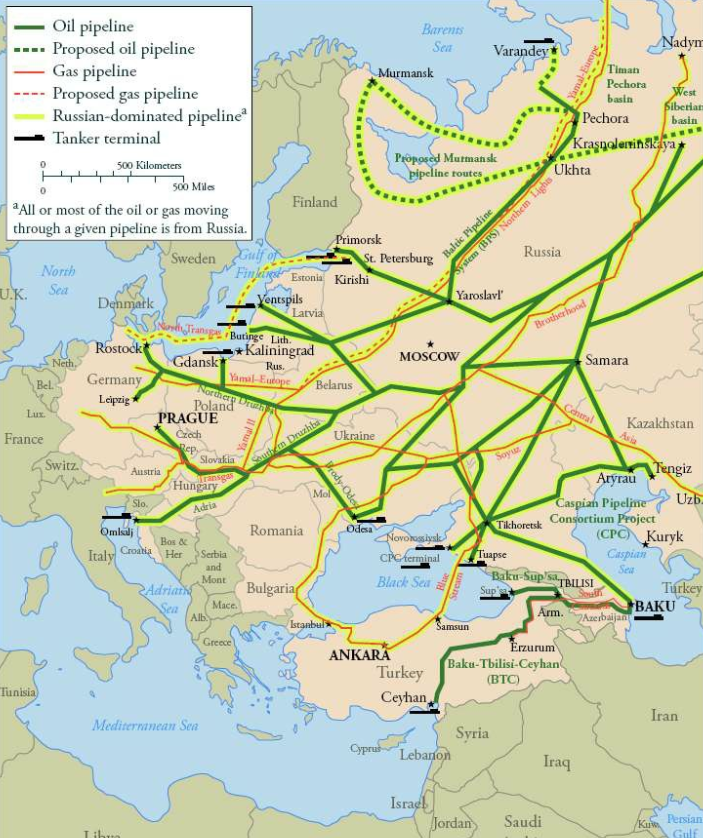 Oil pipeline
Proposed oil pipeline
Gas pipeline
Proposed gas pipeline
Russian-dominated pipelineª
Tanker terminal
0 500 Kilometers
0 500 Miles
ªAll or most of the oil or gas moving
through a given pipeline is from Russia.
Barents
Sea
Varandey
Nadym
Murmansk
Yamal-Europe
Timan
Pechora
basin
West
Siberian
basin
Pechora
Krasnoleninskaya
Proposed Murmansk
pipeline routes
Ukhta
Finland
Baltic Pipeline
System (BPS)
Northern Lights
Primorsk
St. Petersburg
Russia
Sweden
Gulf of
Finland
Kirishi
Estonia
North
Sea
U.K.
Denmark
Ventspils
Latvia
Yaroslavl'
Brotherhood
North Transgas
Butinge
Lith.
Rostock
Kaliningrad
Gdansk
Rus.
MOSCOW
Samara
Neth.
Germany
Bel.
Yamal-Europe
Belarus
Leipzig
Northern Druzhba
Poland
Lux.
PRAGUE
Central
Asia
Kazakhstan
France
Czech
Rep.
Yamal II
Southern Druzhba
Ukraine
Slovakia
Soyuz
Switz.
Austria
Transgas
Hungary
Brody-Odesa
Atyrau
Tengiz
Uzb.
Slo.
Adria
Mol
Caspian Pipeline
Consortium Project
(CPC)
Omišalj
Croatia
Odesa
Tikhoretsk
Italy
Bos &
Her
Romania
Novorossiysk
Kuryk
CPC terminal
Tuapse
Caspian
Sea
Serbia
and
Mont
Black Sea
Blue
Stream
Baku-Sup'sa
TBILISI
Turkey
Adriatic
Sea
Bulgaria
Sup'sa
South
BAKU
Mace.
Arm.
Azerbaijan
Alb.
Istanbul
Samsun
Greece
ANKARA
Erzurum
Turkey
Baku-Tbilisi-Ceyhan
(BTC)
Tunisia
Ceyhan
Iran
Mediterranean Sea
Syria
Cyprus
Lebanon
Iraq
Israel
Jordan
Saudi
Kuw.
Persian
Gulf
Libya